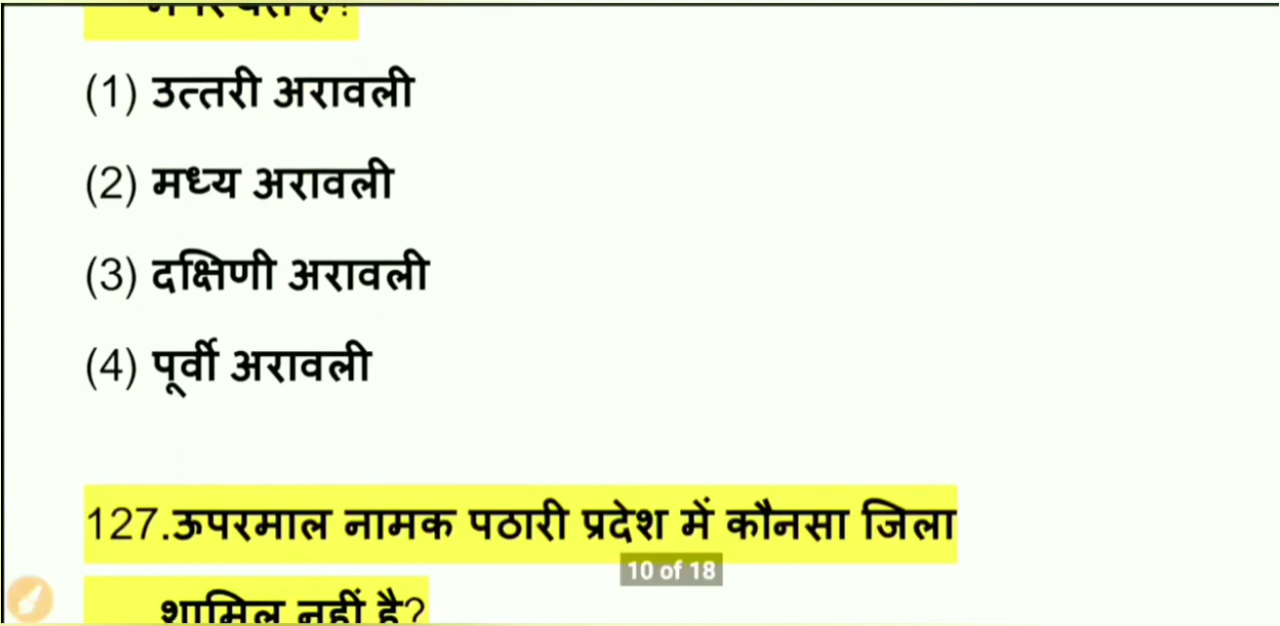 (1) उत्तरी अरावली
(2) मध्य अरावली
(3) दक्षिणी अरावली
(4) पूर्वी अरावली
127.ऊपरमाल नामक पठारी प्रदेश में कौनसा जिला
10 of 18
शामिल नहीं है?